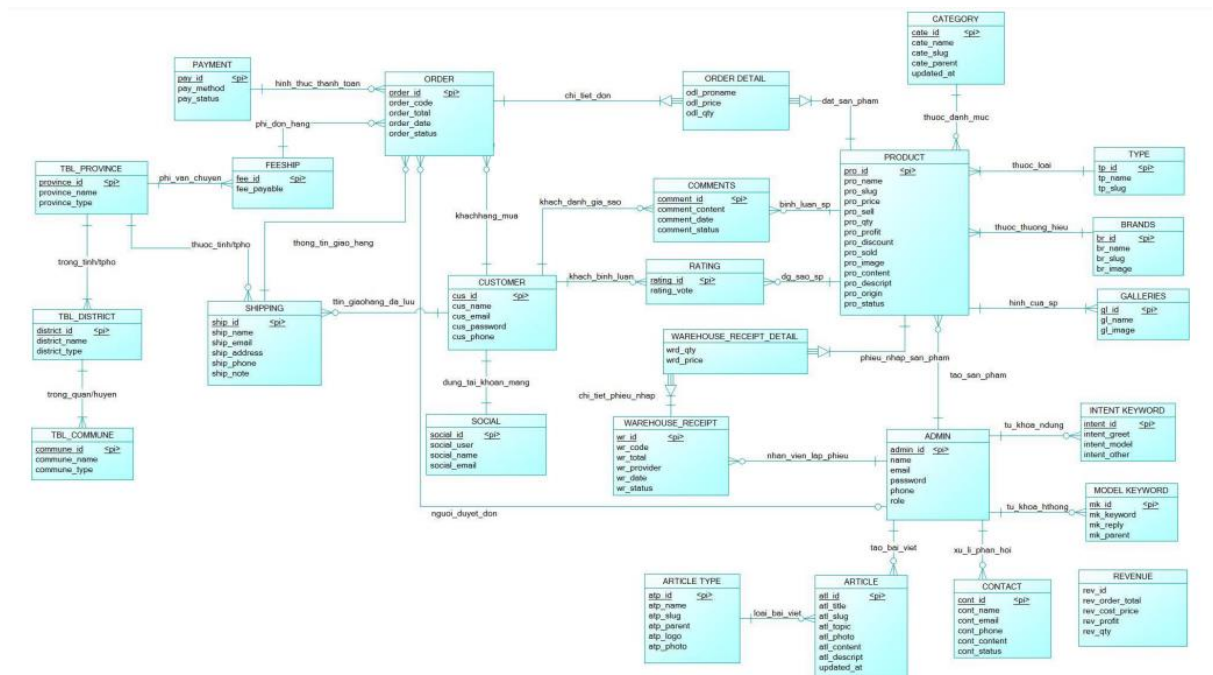 CATEGORY
cate_id <pi>
cate_name
cate_slug
cate_parent
updated_at
PAYMENT
pay_id <pi>
pay_method
pay_status
hinh_thuc_thanh_toan
ORDER
order_id <pi>
order_code
order_total
order_date
order_status
chi_tiet_don
ORDER DETAIL
odl_proname
odl_price
odl_qty
dat_san_pham
thuoc_danh_muc
phi_don_hang
TBL_PROVINCE
province_id <pi>
province_name
province_type
phi_van_chuyen
FEESHIP
fee_id <pi>
fee_payable
PRODUCT
pro_id <pi>
pro_name
pro_slug
pro_price
pro_sell
pro_qty
pro_profit
pro_discount
pro_sold
pro_image
pro_content
pro_descript
pro_origin
pro_status
thuoc_loai
TYPE
tp_id <pi>
tp_name
tp_slug
COMMENTS
comment_id <pi>
comment_content
comment_date
comment_status
khach_danh_gia_sao
binh_luan_sp
khachhang_mua
thuoc_thuong_hieu
BRANDS
br_id <pi>
br_name
br_slug
br_image
thuoc_tinh/tpho
thong_tin_giao_hang
trong_tinh/tpho
khach_binh_luan
RATING
rating_id <pi>
rating_vote
dg_sao_sp
CUSTOMER
cus_id <pi>
cus_name
cus_email
cus_password
cus_phone
ttin_giaohang_da_luu
SHIPPING
ship_id <pi>
ship_name
ship_email
ship_address
ship_phone
ship_note
hinh_cua_sp
GALLERIES
gl_id <pi>
gl_name
gl_image
TBL_DISTRICT
district_id <pi>
district_name
district_type
WAREHOUSE_RECEIPT_DETAIL
wrd_qty
wrd_price
phieu_nhap_san_pham
tao_san_pham
dung_tai_khoan_mang
trong_quan/huyen
chi_tiet_phieu_nhap
SOCIAL
social_id <pi>
social_user
social_name
social_email
WAREHOUSE_RECEIPT
wr_id <pi>
wr_code
wr_total
wr_provider
wr_date
wr_status
nhan_vien_lap_phieu
ADMIN
admin_id <pi>
name
email
password
phone
role
tu_khoa_ndung
INTENT KEYWORD
intent_id <pi>
intent_greet
intent_model
intent_other
TBL_COMMUNE
commune_id <pi>
commune_name
commune_type
nguoi_duyet_don
tu_khoa_hthong
MODEL KEYWORD
mk_id <pi>
mk_keyword
mk_reply
mk_parent
tao_bai_viet
xu_li_phan_hoi
ARTICLE TYPE
atp_id <pi>
atp_name
atp_slug
atp_parent
atp_logo
atp_photo
loai_bai_viet
ARTICLE
atl_id <pi>
atl_title
atl_slug
atl_topic
atl_photo
atl_content
atl_descript
updated_at
CONTACT
cont_id <pi>
cont_name
cont_email
cont_phone
cont_content
cont_status
REVENUE
rev_id
rev_order_total
rev_cost_price
rev_profit
rev_qty